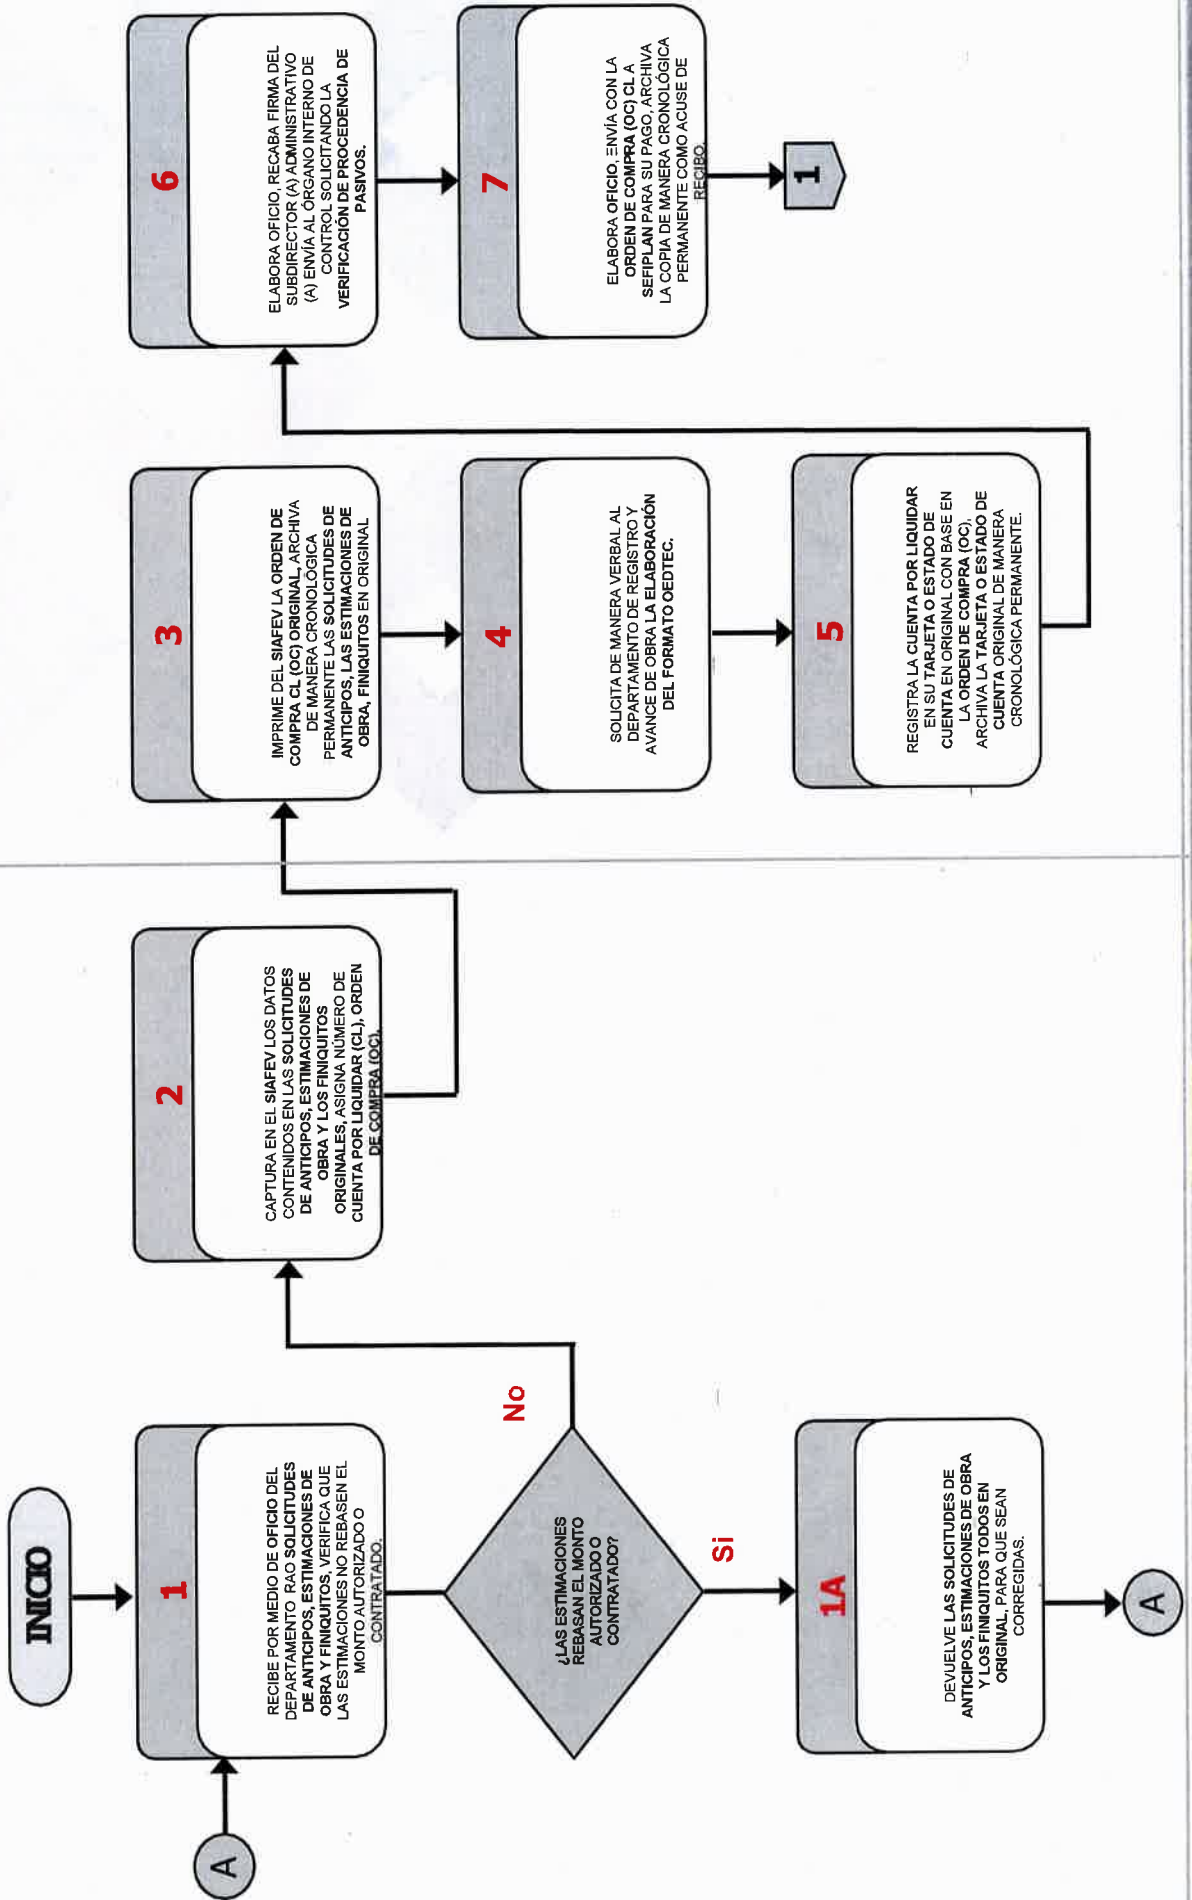 INICIO
A
1
RECIBE POR MEDIO DE OFICIO DEL
DEPARTAMENTO RAO SOLICITUDES
DE ANTICIPOS, ESTIMACIONES DE
OBRA Y FINIQUITOS, VERIFICA QUE
LAS ESTIMACIONES NO REBASEN EL
MONTO AUTORIZADO O
CONTRATADO.
¿LAS ESTIMACIONES
REBASAN EL MONTO
AUTORIZADO O
CONTRATADO?
No
Si
1A
DEVUELVE LAS SOLICITUDES DE
ANTICIPOS, ESTIMACIONES DE OBRA
Y LOS FINIQUITOS TODOS EN
ORIGINAL, PARA QUE SEAN
CORREGIDAS.
A
2
CAPTURA EN EL SIAFEV LOS DATOS
CONTENIDOS EN LAS SOLICITUDES
DE ANTICIPOS, ESTIMACIONES DE
OBRA Y LOS FINIQUITOS
ORIGINALES, ASIGNA NÚMERO DE
CUENTA POR LIQUIDAR (CL), ORDEN
DE COMPRA (OC).
3
IMPRIME DEL SIAFEV LA ORDEN DE
COMPRA CL (OC) ORIGINAL, ARCHIVA
DE MANERA CRONOLÓGICA
PERMANENTE LAS SOLICITUDES DE
ANTICIPOS, LAS ESTIMACIONES DE
OBRA, FINIQUITOS EN ORIGINAL
4
SOLICITA DE MANERA VERBAL AL
DEPARTAMENTO DE REGISTRO Y
AVANCE DE OBRA LA ELABORACIÓN
DEL FORMATO OEDTEC.
5
REGISTRA LA CUENTA POR LIQUIDAR
EN SU TARJETA O ESTADO DE
CUENTA EN ORIGINAL CON BASE EN
LA ORDEN DE COMPRA (OC),
ARCHIVA LA TARJETA O ESTADO DE
CUENTA ORIGINAL DE MANERA
CRONOLÓGICA PERMANENTE.
6
ELABORA OFICIO, RECABA FIRMA DEL
SUBDIRECTOR (A) ADMINISTRATIVO
(A) ENVÍA AL ÓRGANO INTERNO DE
CONTROL SOLICITANDO LA
VERIFICACIÓN DE PROCEDENCIA DE
PASIVOS.
7
ELABORA OFICIO, ENVÍA CON LA
ORDEN DE COMPRA (OC) CL A
SEFIPLAN PARA SU PAGO, ARCHIVA
LA COPIA DE MANERA CRONOLÓGICA
PERMANENTE COMO ACUSE DE
RECIBO.
1